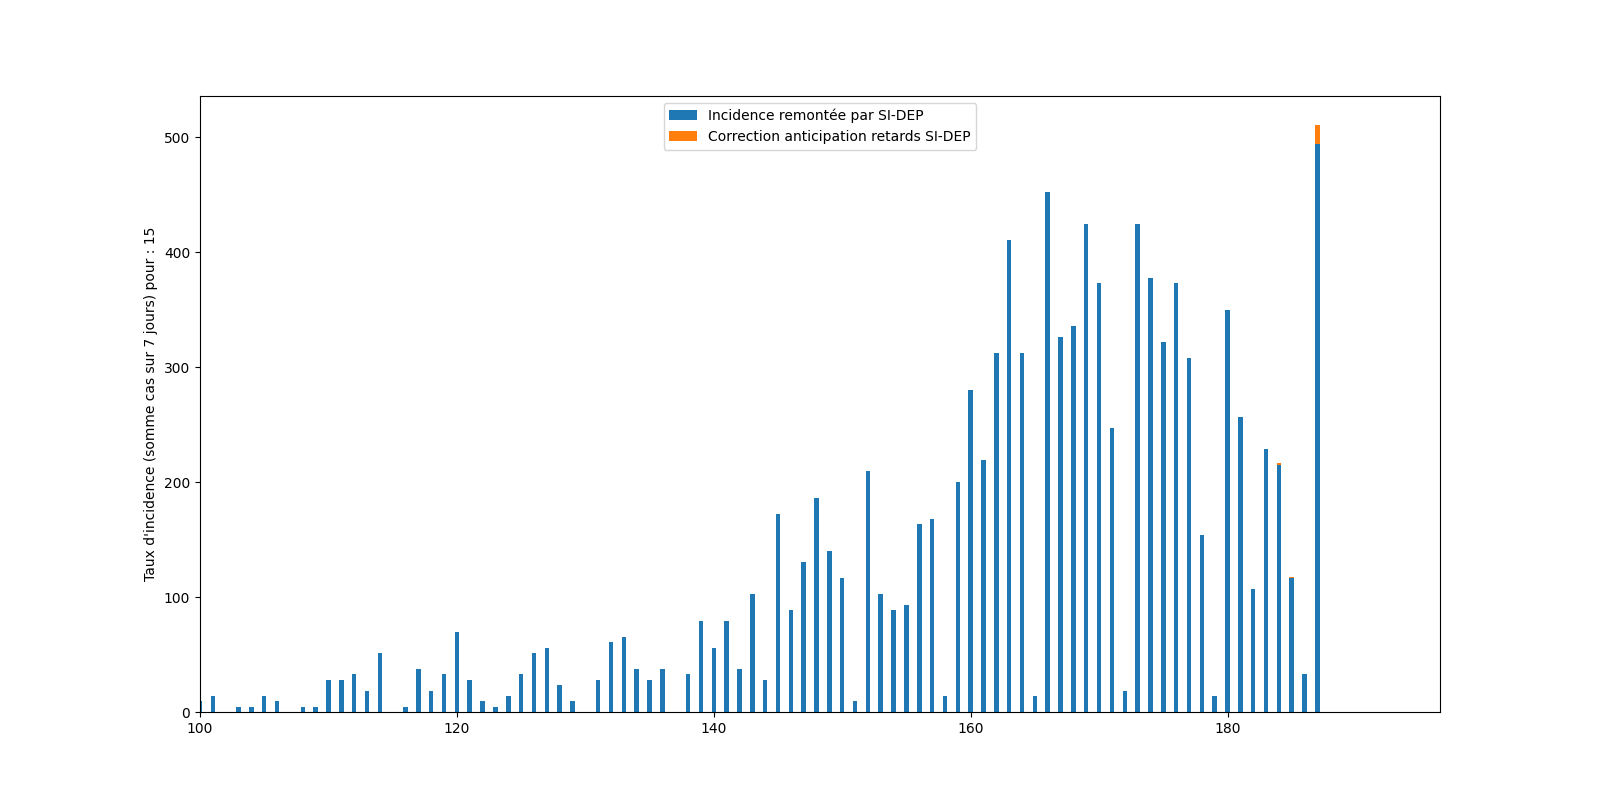 Incidence remontée par SI-DEP
Correction anticipation retards SI-DEP
Taux d'incidence (somme cas sur 7 jours) pour : 15
500
400
300
200
100
0
100 120 140 160 180